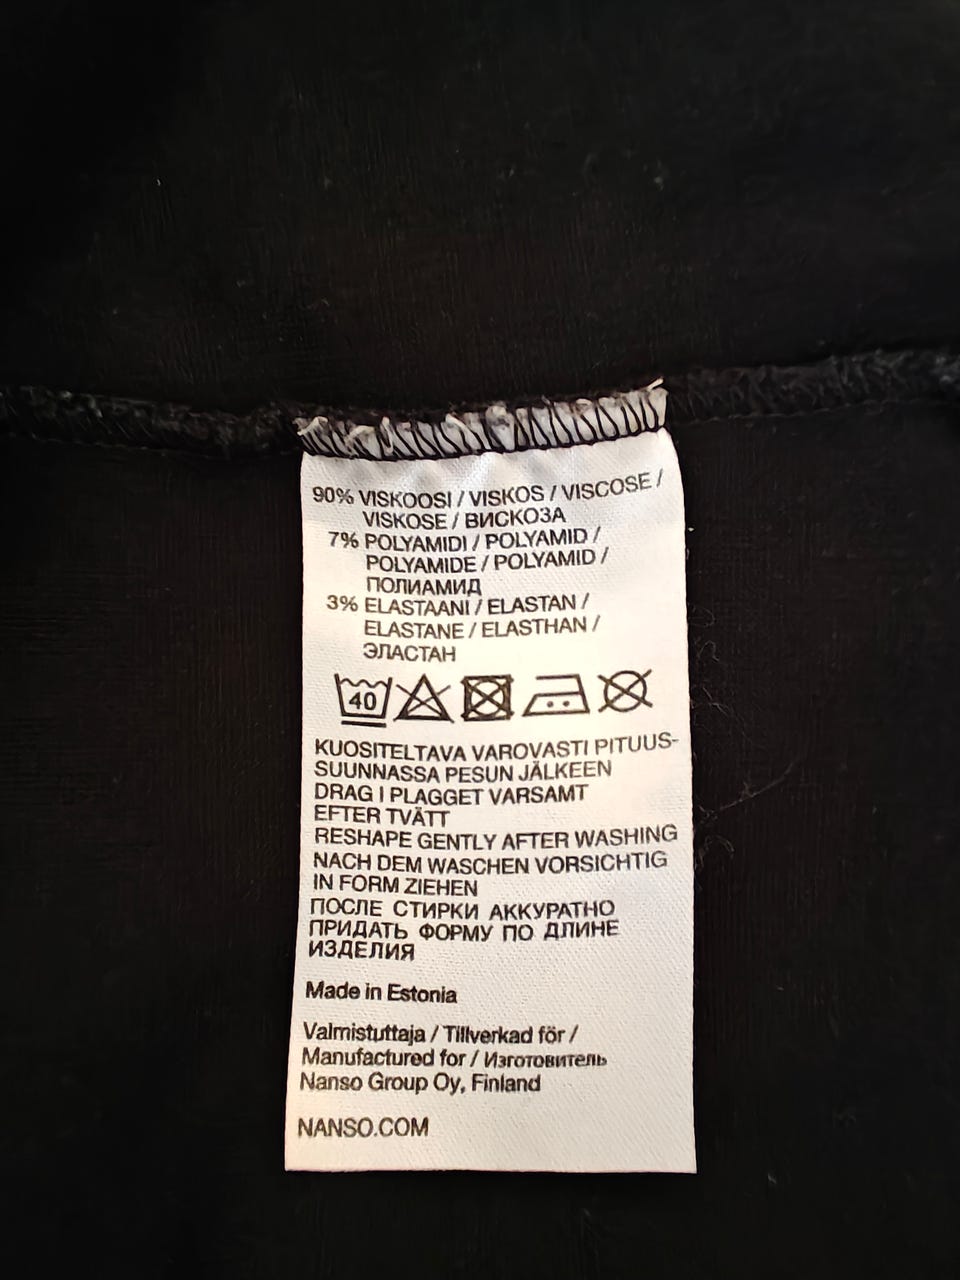 90% VISKOOSI / VISKOS / VISCOSE /
VISKOSE / ВИСКОЗА
7% POLYAMIDI / POLYAMID /
POLYAMIDE / POLYAMID /
ПОЛИАМИД
3% ELASTAANI / ELASTAN /
ELASTANE / ELASTHAN /
ЭЛАСТАН
40
KUOSITELTAVA VAROVASTI PITUUS-
SUUNNASSA PESUN JÄLKEEN
DRAG I PLAGGET VARSAMT
EFTER TVÄTT
RESHAPE GENTLY AFTER WASHING
NACH DEM WASCHEN VORSICHTIG
IN FORM ZIEHEN
ПОСЛЕ СТИРКИ АККУРАТНО
ПРИДАТЬ ФОРМУ ПО ДЛИНЕ
ИЗДЕЛИЯ
Made in Estonia
Valmistuttaja / Tillverkad för /
Manufactured for / Изготовитель
Nanso Group Oy, Finland
NANSO.COM